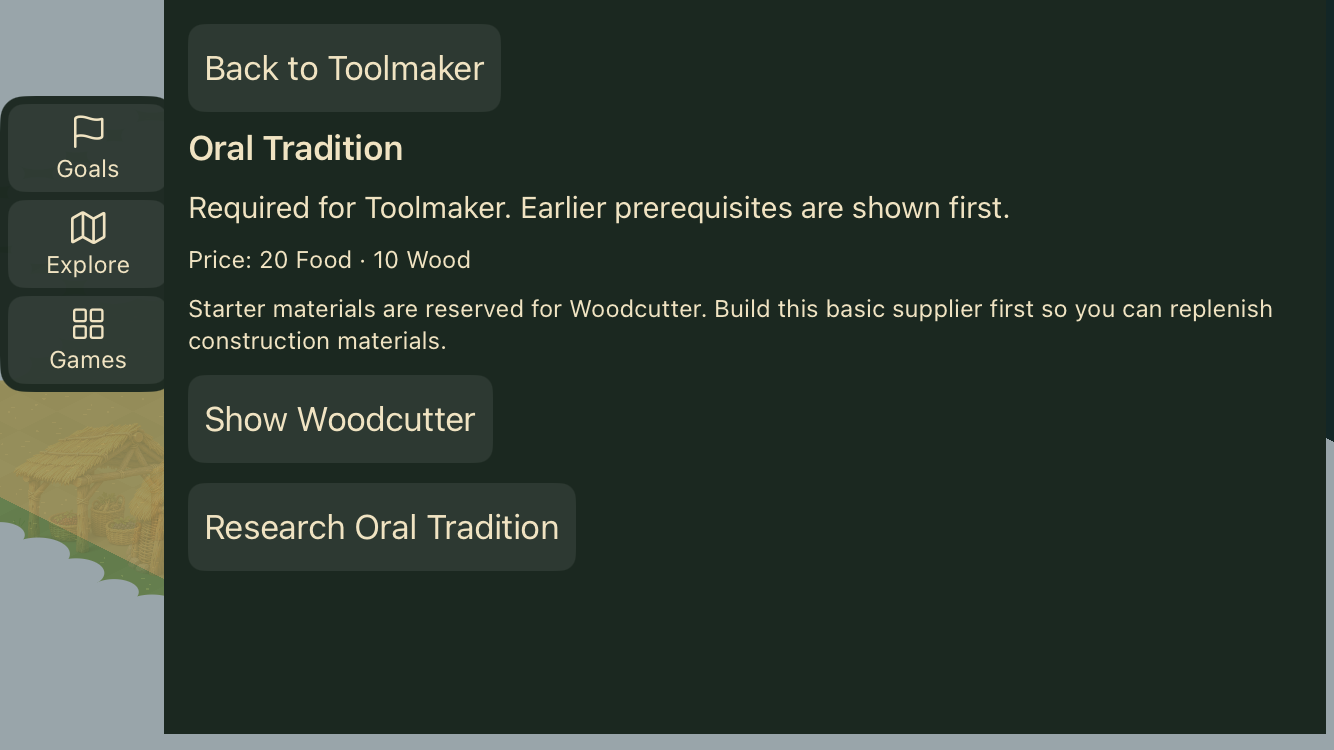 Back to Toolmaker
Oral Tradition
Required for Toolmaker. Earlier prerequisites are shown first.
Price: 20 Food · 10 Wood
Starter materials are reserved for Woodcutter. Build this basic supplier first so you can replenish
construction materials.
Show Woodcutter
Research Oral Tradition
Goals
Explore
Games